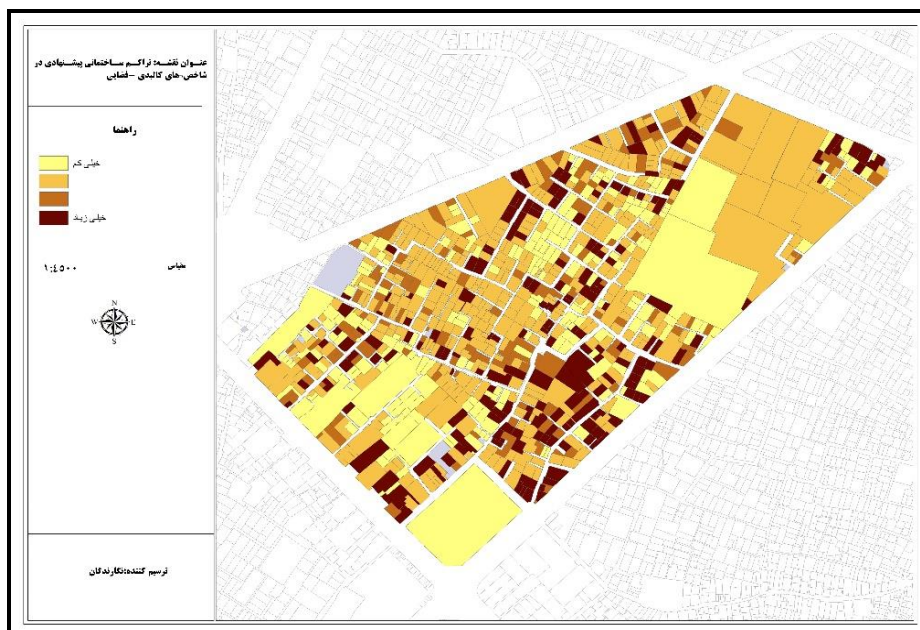 عنوان نقشه: تراکم ساختمانی پیشنهادی در
شاخص-های کالبدی -فضایی
راهنما
خیلی کم
خیلی زیاد
مقیاس ۱:٤٥٠٠
N
W E
S
ترسیم کننده:نگارندگان